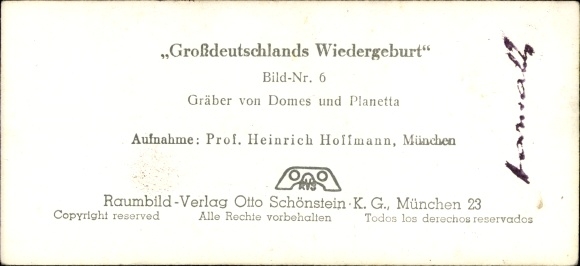 „Großdeutschlands Wiedergeburt“
Bild-Nr. 6
Gräber von Domes und Planetta
Aufnahme: Prof. Heinrich Hoffmann, München
RVS
Raumbild-Verlag Otto Schönstein · K. G., München 23
Copyright reserved Alle Rechte vorbehalten Todos los derechos reservados